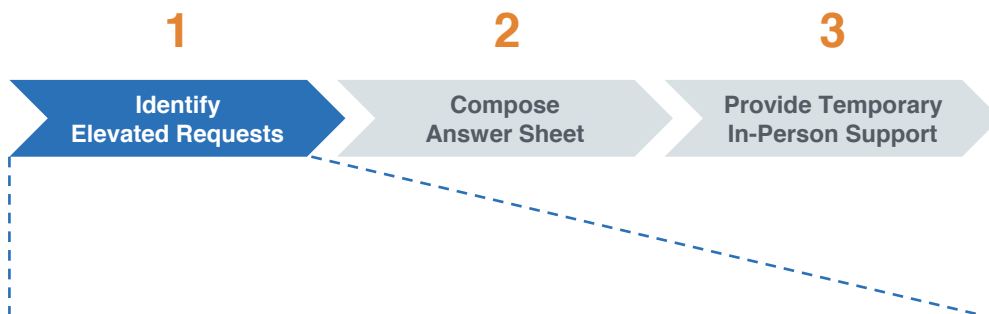 1
2
3
Identify
Elevated Requests
Compose
Answer Sheet
Provide Temporary
In-Person Support